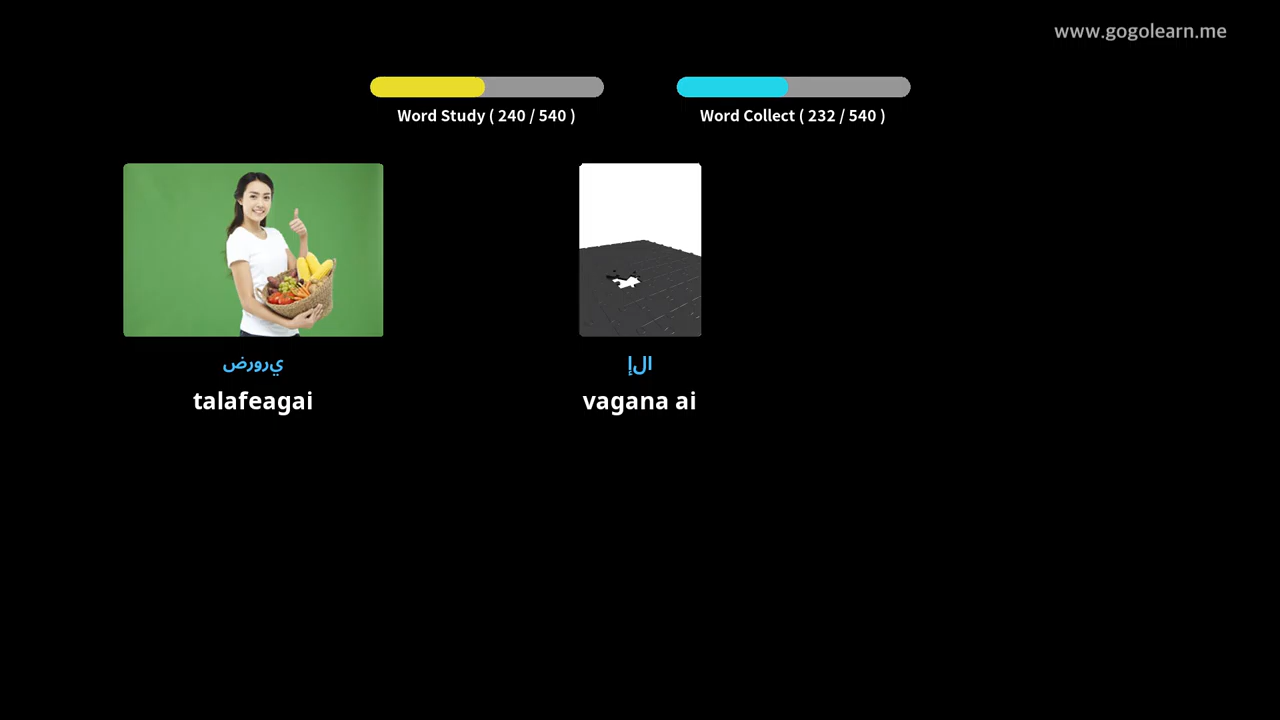 www.gogolearn.me
Word Study ( 240 / 540 )
Word Collect ( 232 / 540 )
يرورض
talafeagai
الإ
vagana ai